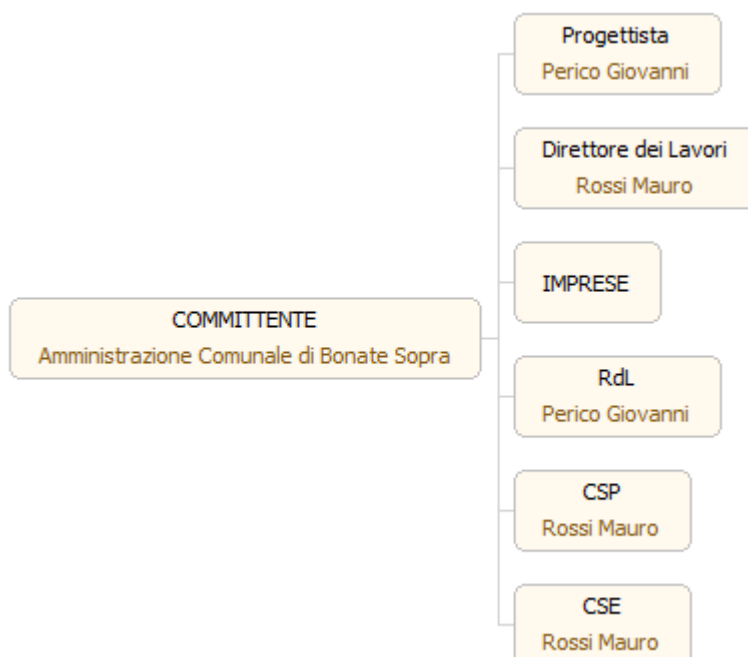 Progettista
Perico Giovanni
Direttore dei Lavori
Rossi Mauro
IMPRESE
COMMITTENTE
Amministrazione Comunale di Bonate Sopra
RdL
Perico Giovanni
CSP
Rossi Mauro
CSE
Rossi Mauro